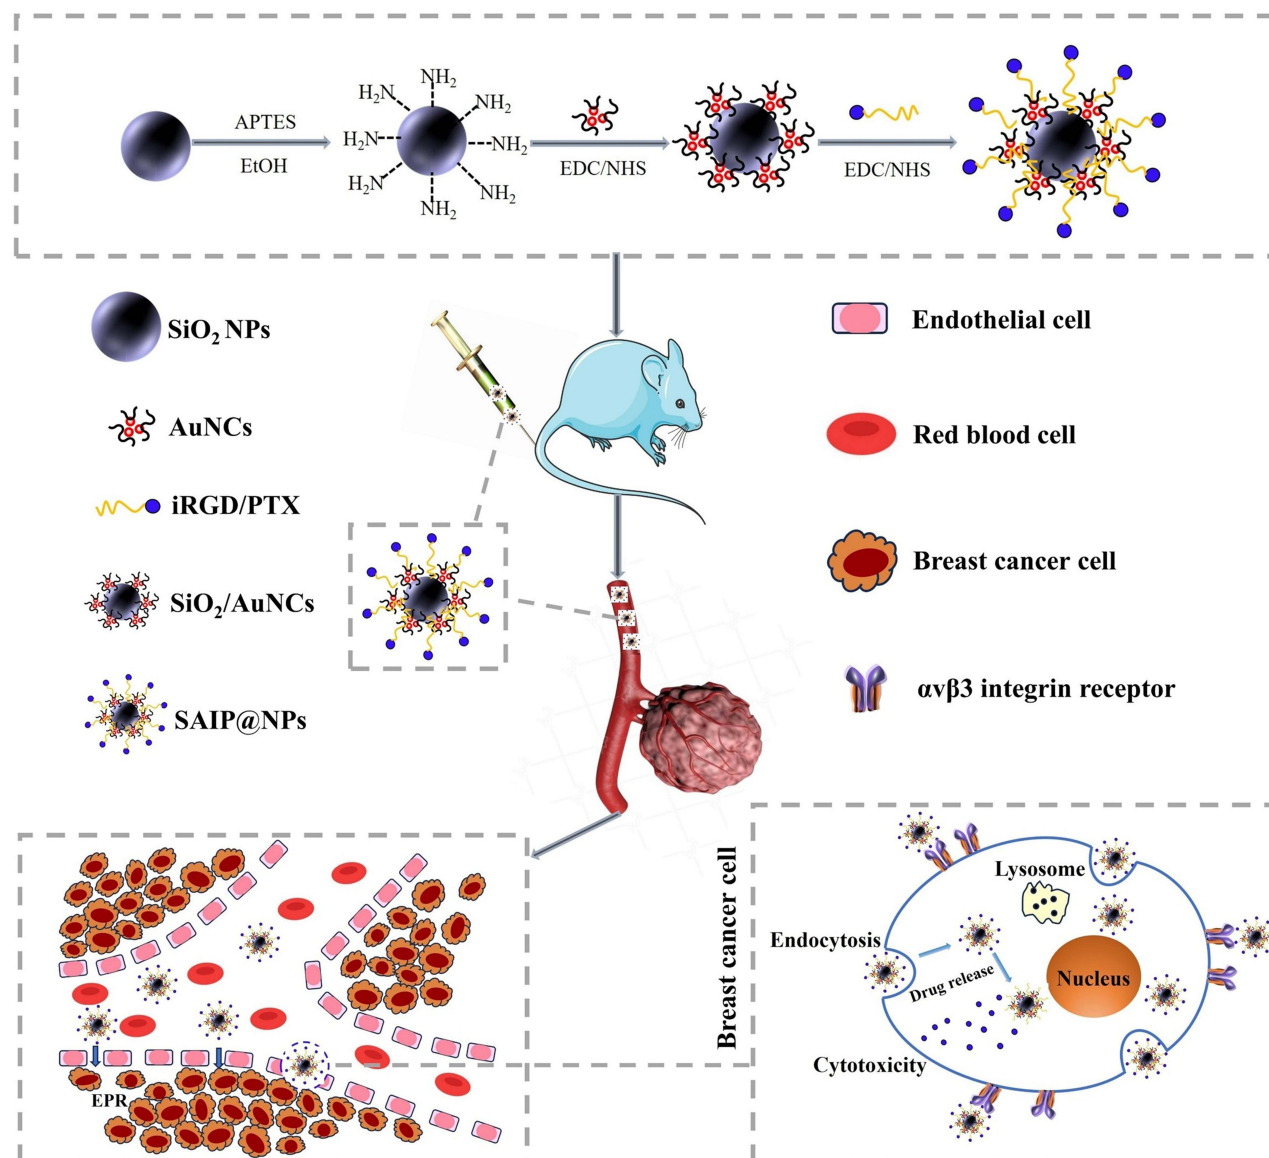 APTES
EtOH
NH₂
H₂N
NH₂
H₂N
NH₂
H₂N
NH₂
NH₂
EDC/NHS
EDC/NHS
SiO₂ NPs
AuNCs
iRGD/PTX
SiO₂/AuNCs
SAIP@NPs
Endothelial cell
Red blood cell
Breast cancer cell
αvβ3 integrin receptor
EPR
Breast cancer cell
Lysosome
Endocytosis
Drug release
Nucleus
Cytotoxicity